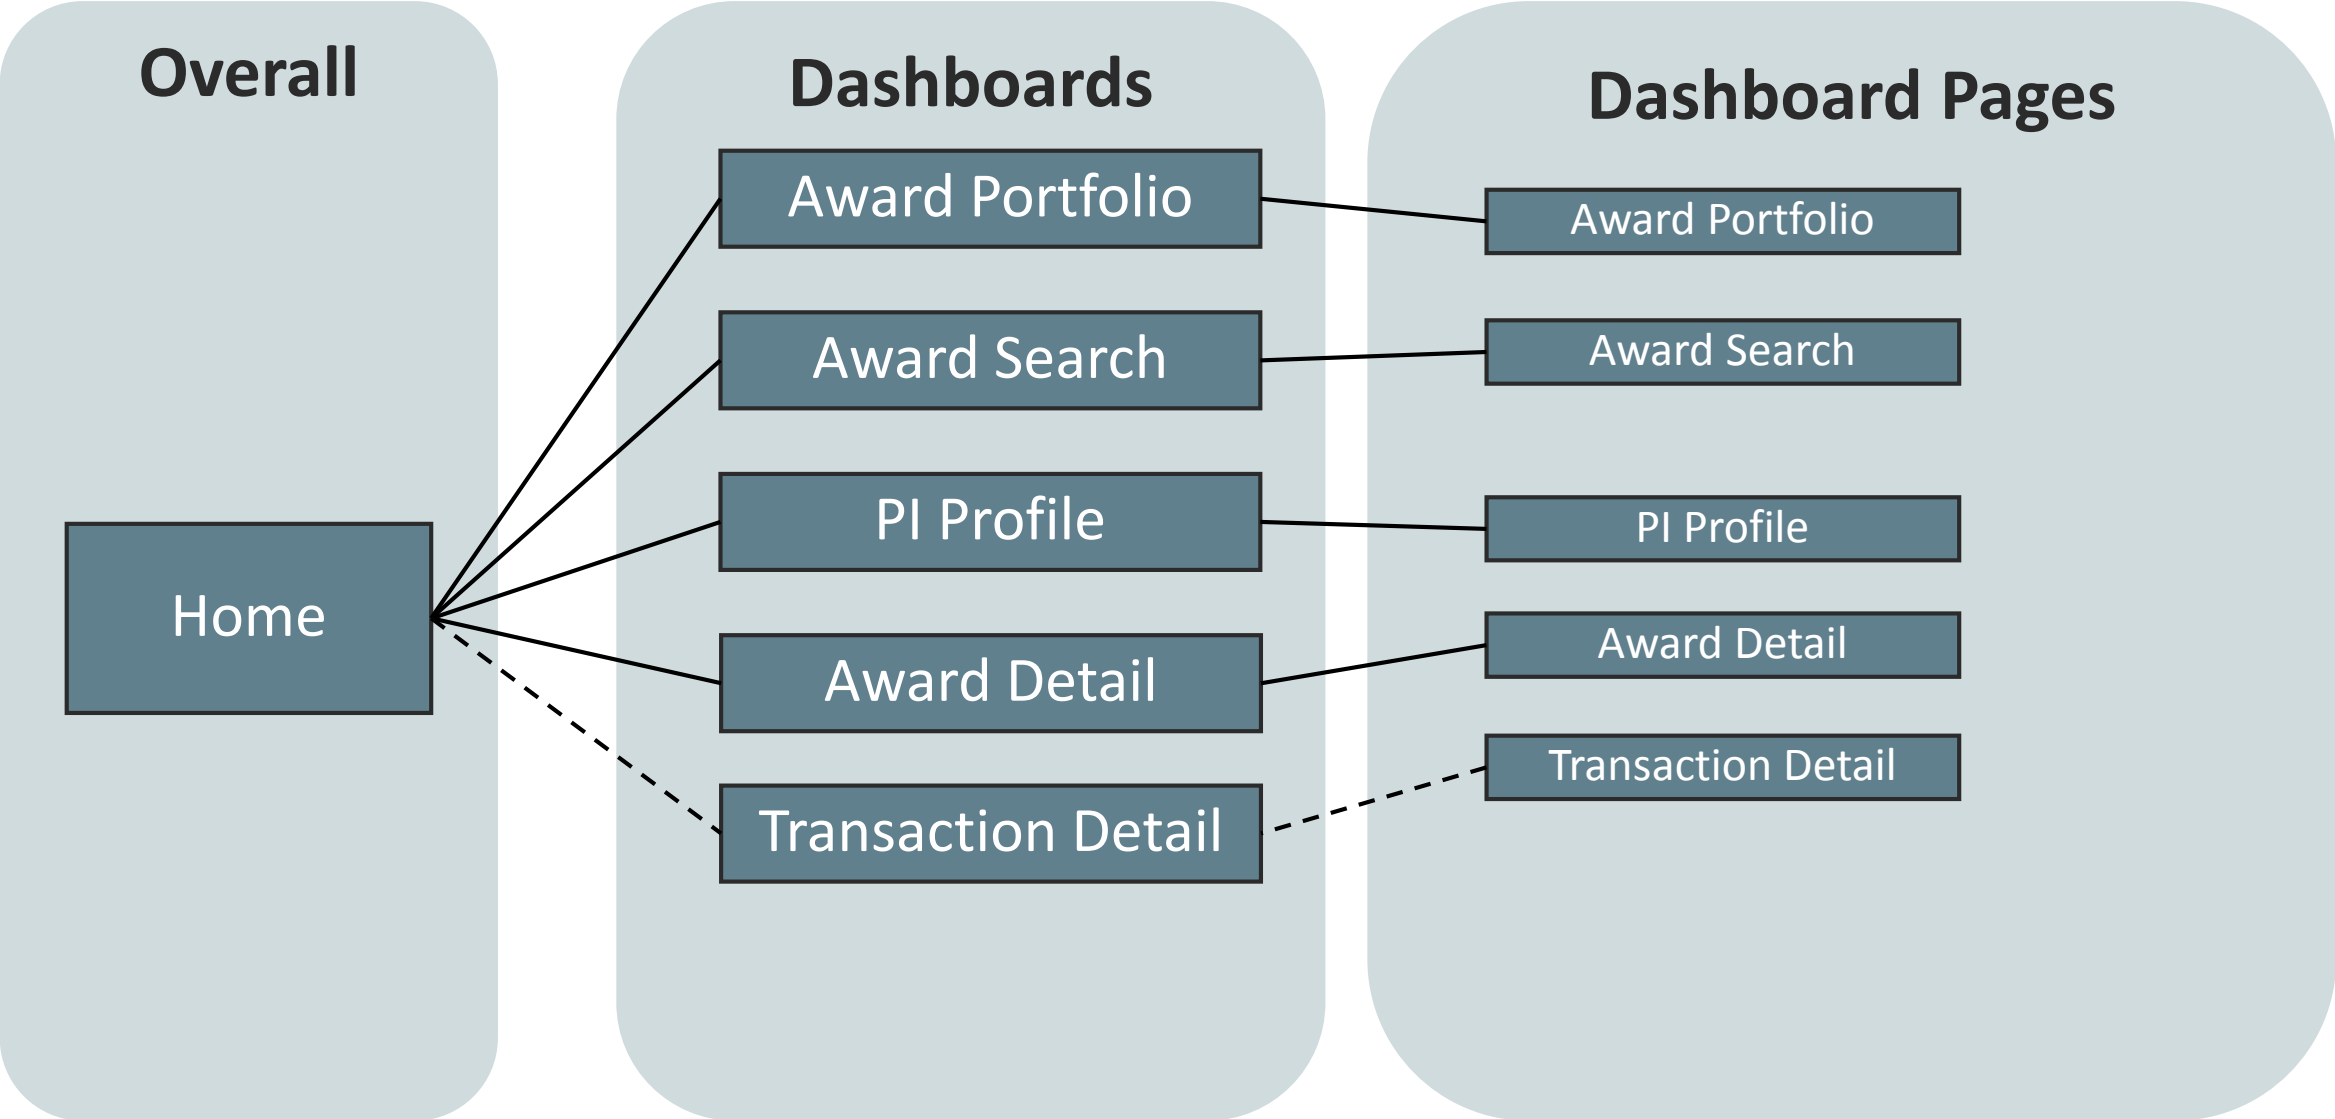 Overall
Home
Dashboards
Award Portfolio
Award Search
PI Profile
Award Detail
Transaction Detail
Dashboard Pages
Award Portfolio
Award Search
PI Profile
Award Detail
Transaction Detail